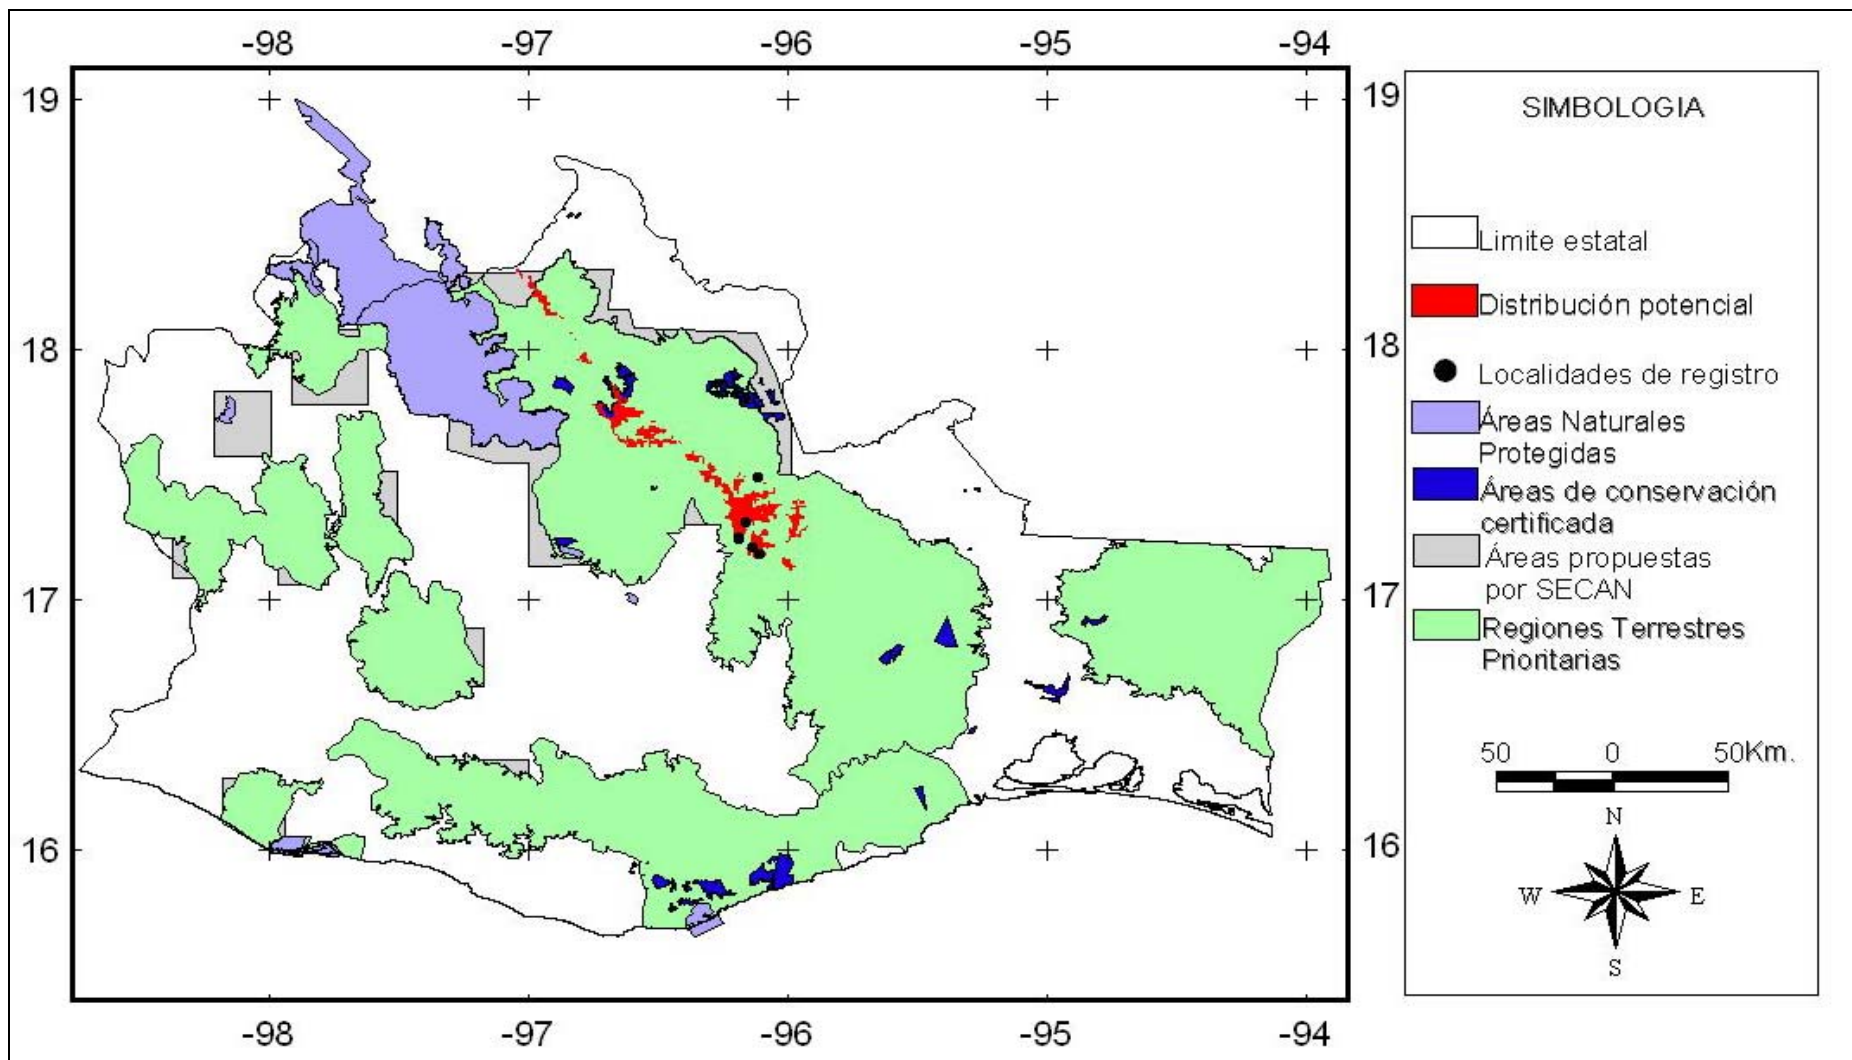 -98 -97 -96 -95 -94
19 19
18 18
17 17
16 16
-98 -97 -96 -95 -94
SIMBOLOGIA
Limite estatal
Distribución potencial
Localidades de registro
Áreas Naturales
Protegidas
Áreas de conservación
certificada
Áreas propuestas
por SECAN
Regiones Terrestres
Prioritarias
50 0 50Km.
N
W E
S